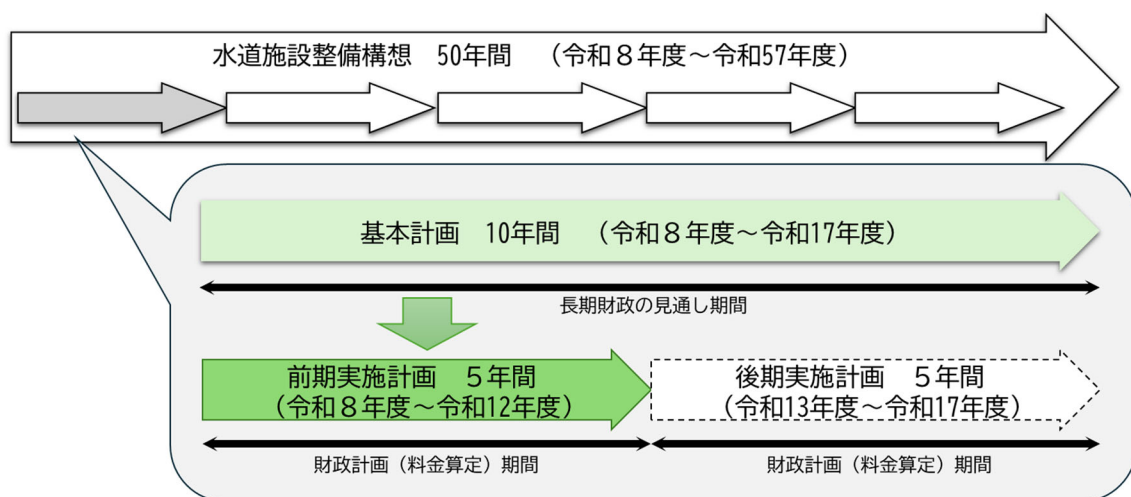 水道施設整備構想　50年間　（令和８年度～令和57年度）
基本計画　10年間　（令和８年度～令和17年度）
長期財政の見通し期間
前期実施計画　５年間
（令和８年度～令和12年度）
後期実施計画　５年間
（令和13年度～令和17年度）
財政計画（料金算定）期間
財政計画（料金算定）期間